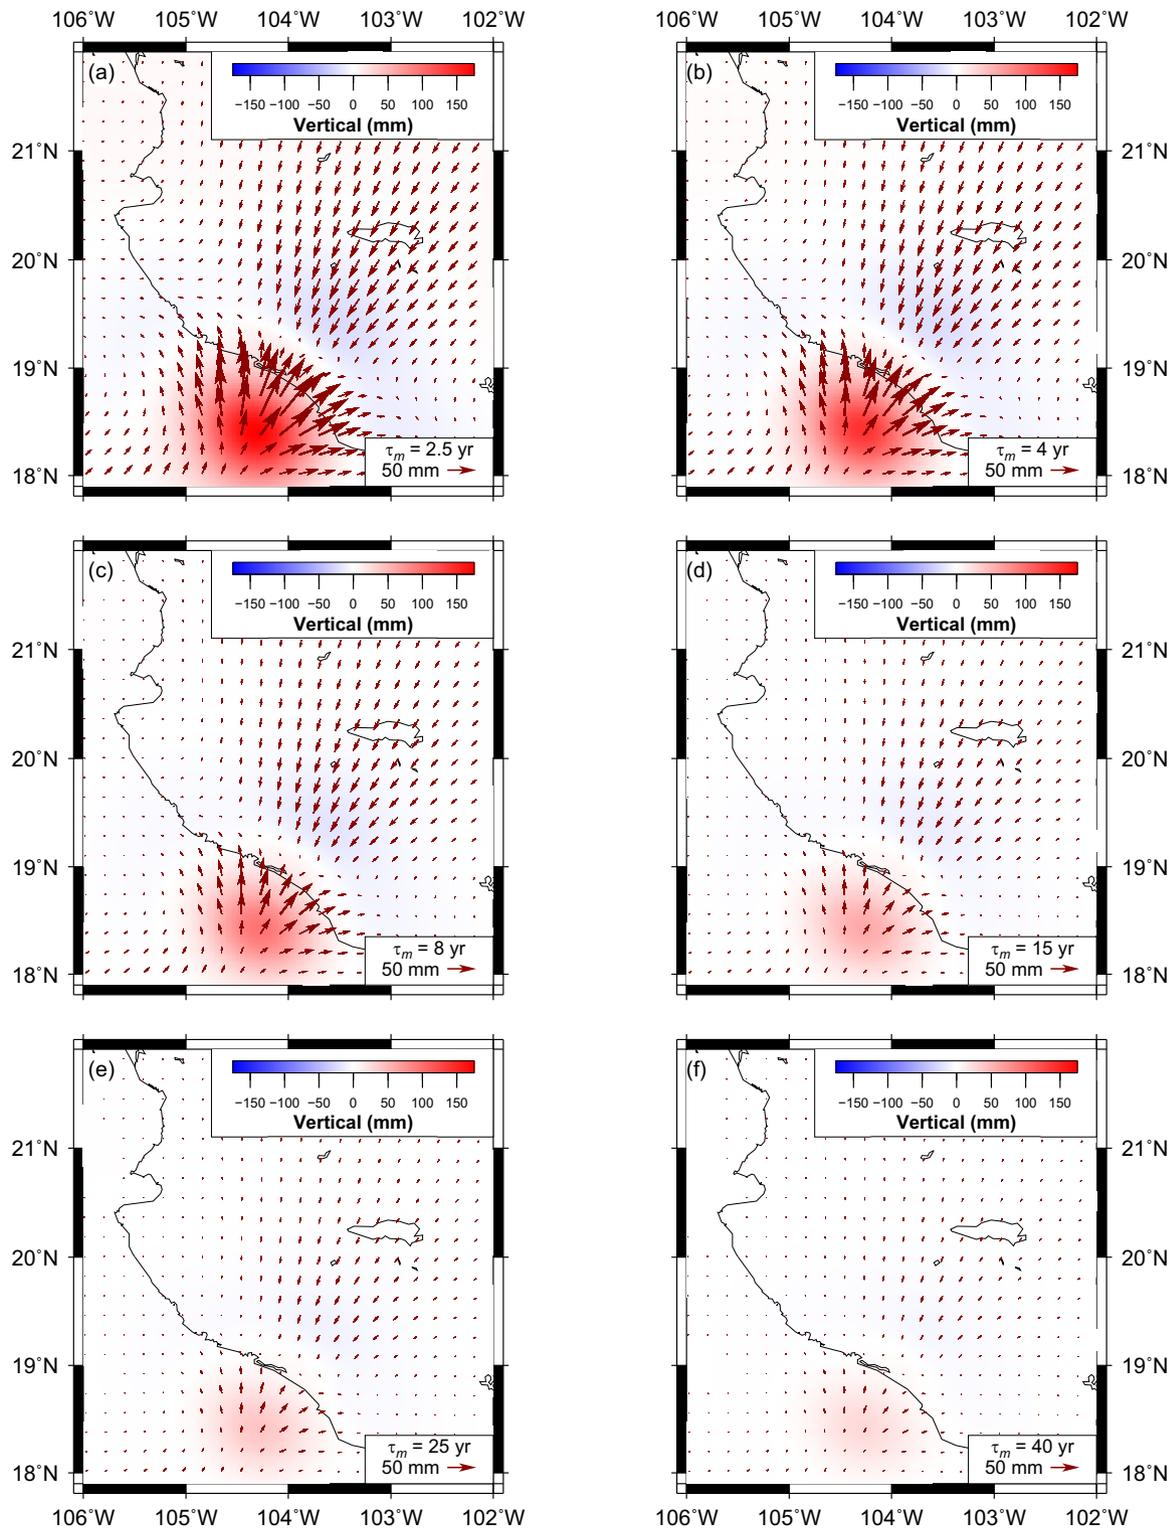 106°W 105°W 104°W 103°W 102°W 106°W 105°W 104°W 103°W 102°W
(a) (b)
−150 −100 −50 0 50 100 150 −150 −100 −50 0 50 100 150
Vertical (mm) Vertical (mm)
21°N 21°N
20°N 20°N
19°N 19°N
τm = 2.5 yr τm = 4 yr
50 mm 50 mm
18°N 18°N
(c) (d)
−150 −100 −50 0 50 100 150 −150 −100 −50 0 50 100 150
Vertical (mm) Vertical (mm)
21°N 21°N
20°N 20°N
19°N 19°N
τm = 8 yr τm = 15 yr
50 mm 50 mm
18°N 18°N
(e) (f)
−150 −100 −50 0 50 100 150 −150 −100 −50 0 50 100 150
Vertical (mm) Vertical (mm)
21°N 21°N
20°N 20°N
19°N 19°N
τm = 25 yr τm = 40 yr
50 mm 50 mm
18°N 18°N
106°W 105°W 104°W 103°W 102°W 106°W 105°W 104°W 103°W 102°W